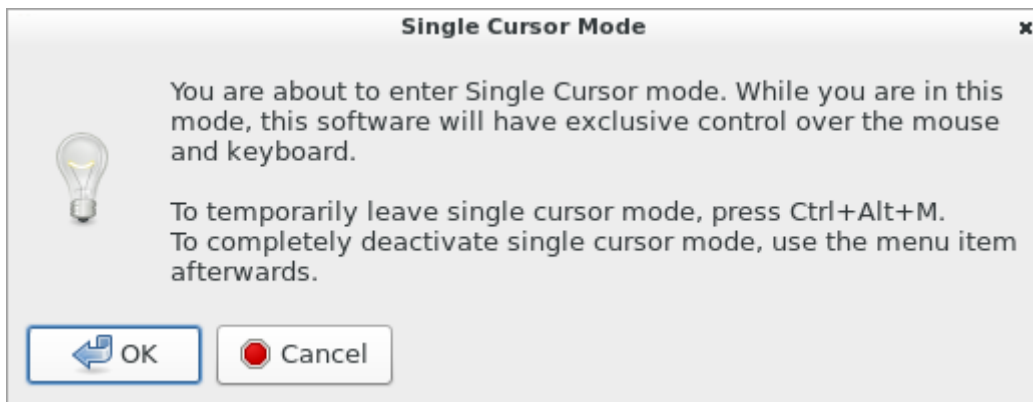 Single Cursor Mode
You are about to enter Single Cursor mode. While you are in this
mode, this software will have exclusive control over the mouse
and keyboard.
To temporarily leave single cursor mode, press Ctrl+Alt+M.
To completely deactivate single cursor mode, use the menu item
afterwards.
OK Cancel